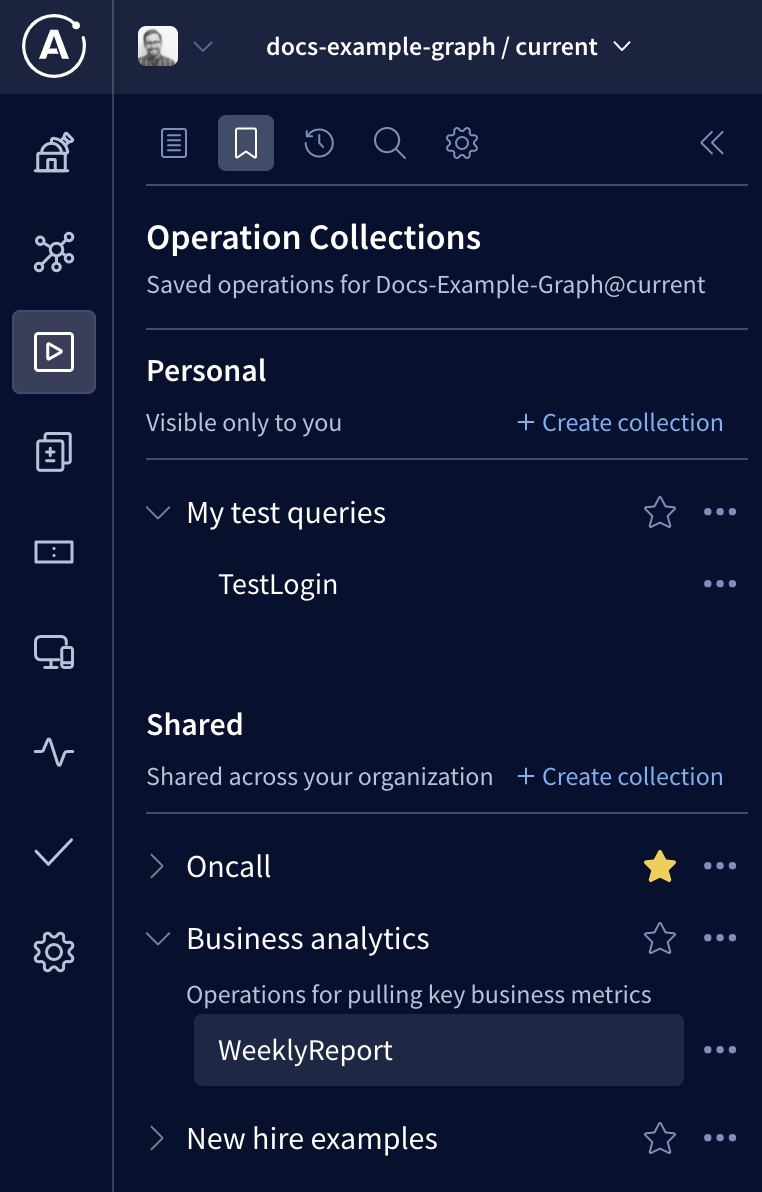 A
docs-example-graph / current
Operation Collections
Saved operations for Docs-Example-Graph@current
Personal
Visible only to you + Create collection
My test queries
TestLogin
Shared
Shared across your organization + Create collection
Oncall
Business analytics
Operations for pulling key business metrics
WeeklyReport
New hire examples